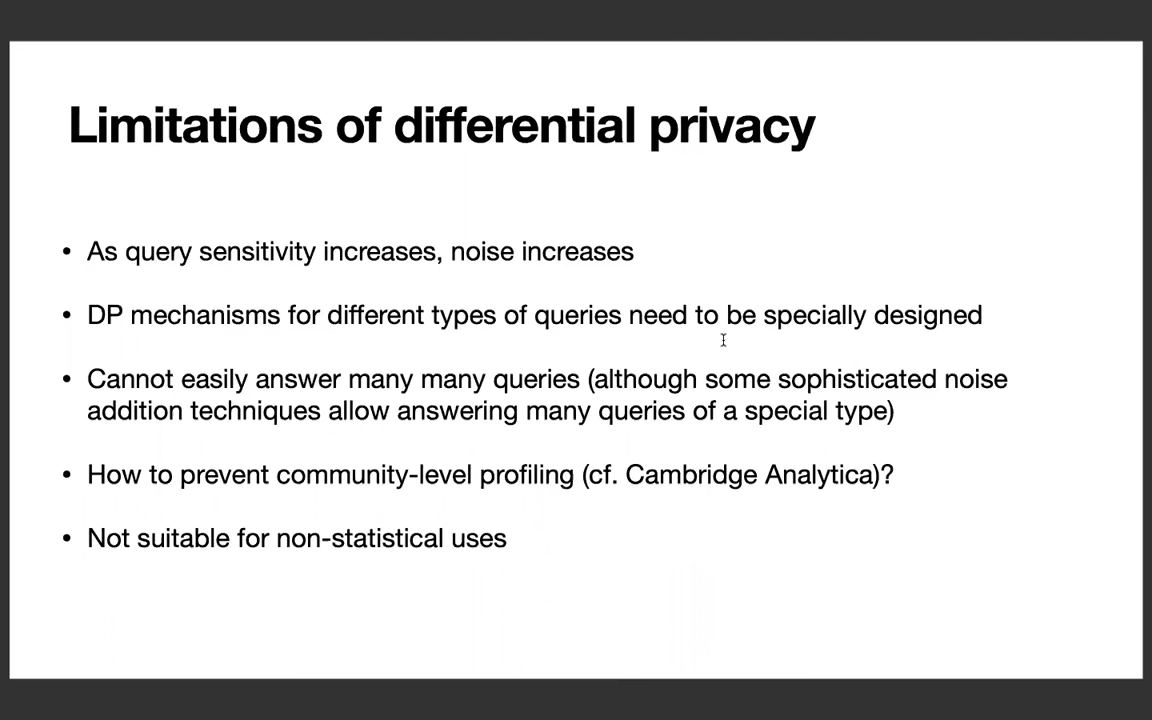 Limitations of differential privacy
• As query sensitivity increases, noise increases
• DP mechanisms for different types of queries need to be specially designed
• Cannot easily answer many many queries (although some sophisticated noise
addition techniques allow answering many queries of a special type)
• How to prevent community-level profiling (cf. Cambridge Analytica)?
• Not suitable for non-statistical uses